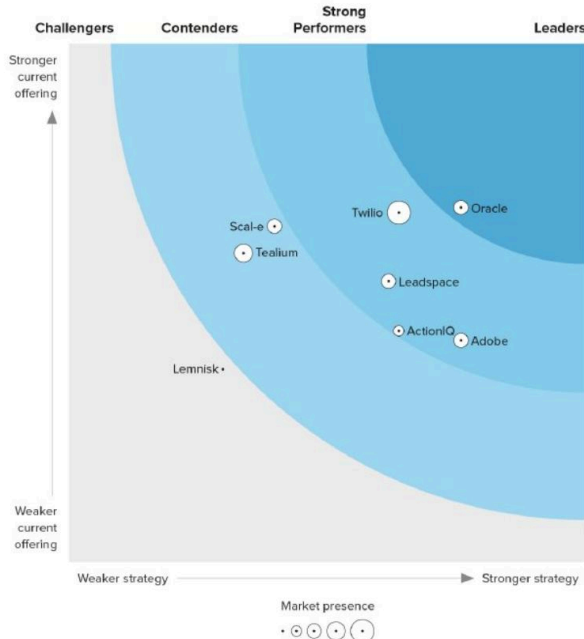 Challengers
Contenders
Strong
Performers
Leaders
Stronger
current
offering
Twilio
Oracle
Scal-e
Tealium
Leadspace
ActionIQ
Adobe
Lemnisk
Weaker
current
offering
Weaker strategy
Stronger strategy
Market presence